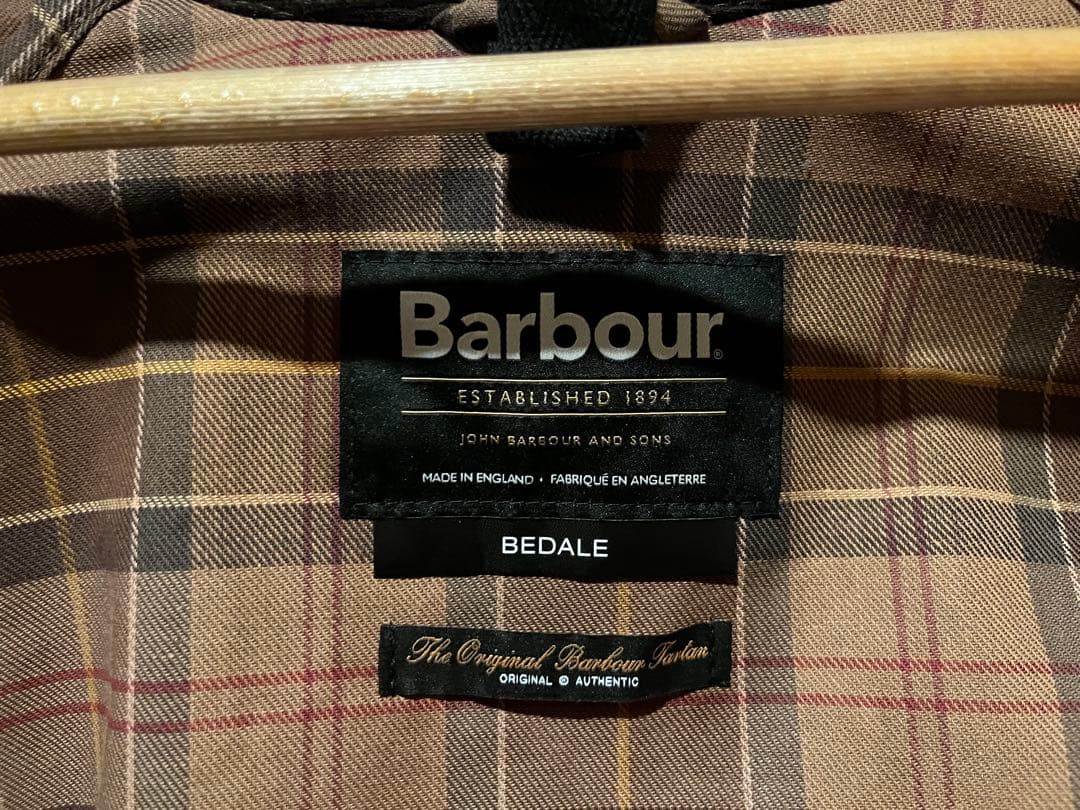 Barbour®
ESTABLISHED 1894
JOHN BARBOUR AND SONS
MADE IN ENGLAND • FABRIQUÉ EN ANGLETERRE
BEDALE
The Original Barbour Tartan
ORIGINAL @ AUTHENTIC